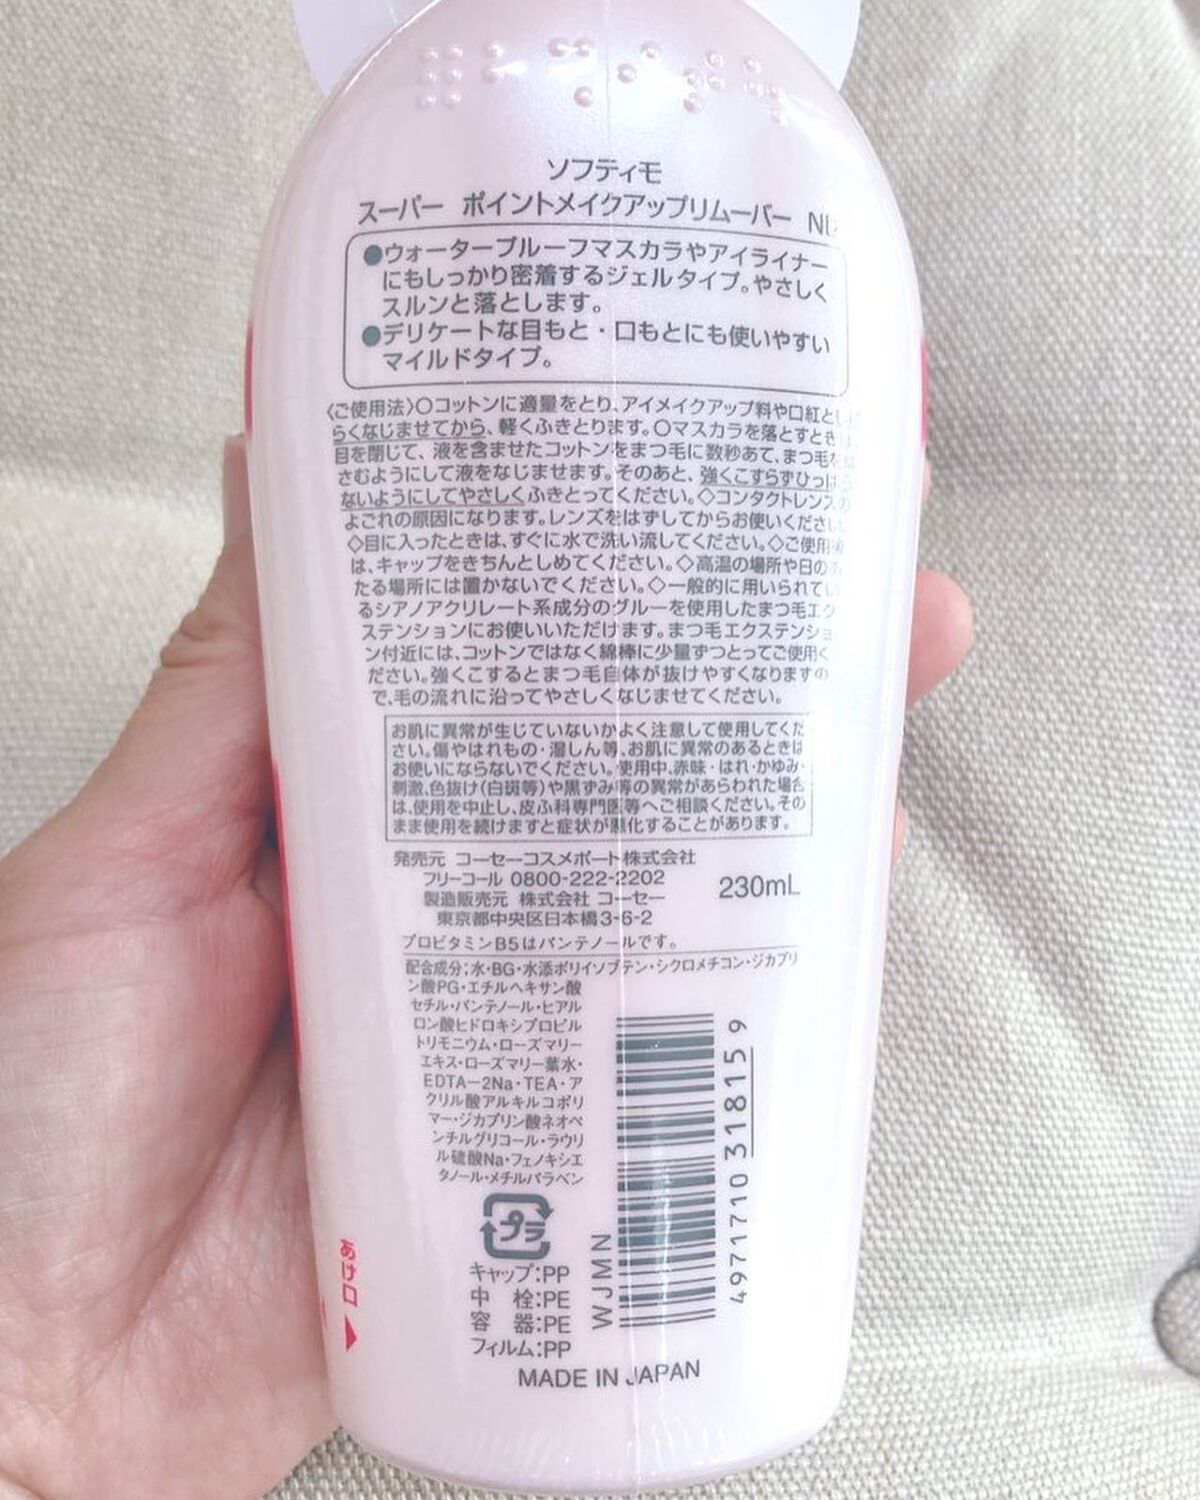 ソフティモ
スーパー ポイントメイクアップリムーバー
●ウォータープルーフマスカラやアイライナー
にもしっかり密着するジェルタイプ。やさしく
スルンと落とします。
●デリケートな目もと・口もとにも使いやすい
マイルドタイプ。
〈ご使用法〉○コットンに適量をとり、アイメイクアップ料や口紅と
らくなじませてから、軽くふきとります。○マスカラを落とすときは、
目を閉じて、液を含ませたコットンをまつ毛に数秒あて、まつ毛を
さむようにして液をなじませます。そのあと、強くこすらずひっぱら
ないようにしてやさしくふきとってください。◇コンタクトレンズの
よごれの原因になります。レンズをはずしてからお使いください。
◇目に入ったときは、すぐに水で洗い流してください。◇ご使用後
は、キャップをきちんとしめてください。◇高温の場所や日のあ
たる場所には置かないでください。◇一般的に用いられてい
るシアノアクリレート系成分のグルーを使用したまつ毛エク
ステンションにお使いいただけます。まつ毛エクステンショ
ン付近には、コットンではなく綿棒に少量ずつとってご使用く
ださい。強くこするとまつ毛自体が抜けやすくなりますの
で、毛の流れに沿ってやさしくなじませてください。
お肌に異常が生じていないかよく注意して使用してくだ
さい。傷やはれもの・湿しん等、お肌に異常のあるときは
お使いにならないでください。使用中、赤味・はれ・かゆみ・
刺激、色抜け(白斑等)や黒ずみ等の異常があらわれた場合
は、使用を中止し、皮ふ科専門医等へご相談ください。その
まま使用を続けますと症状が悪化することがあります。
発売元 コーセーコスメポート株式会社
フリーコール 0800-222-2202
230mL
製造販売元 株式会社 コーセー
東京都中央区日本橋3-6-2
プロビタミンB5はパンテノールです。
配合成分;水・BG・水添ポリイソブテン・シクロメチコン・ジカプリ
ン酸PG・エチルヘキサン酸
セチル・パンテノール・ヒアル
ロン酸ヒドロキシプロピル
トリモニウム・ローズマリー
エキス・ローズマリー葉水・
EDTA－2Na・TEA・ア
クリル酸アルキルコポリ
マー・ジカプリン酸ネオペ
ンチルグリコール・ラウリ
ル硫酸Na・フェノキシエ
タノール・メチルパラベン
4971710318159
WJMN
プラ
キャップ:PP
中 栓:PE
容 器:PE
フィルム:PP
MADE IN JAPAN
あけ口